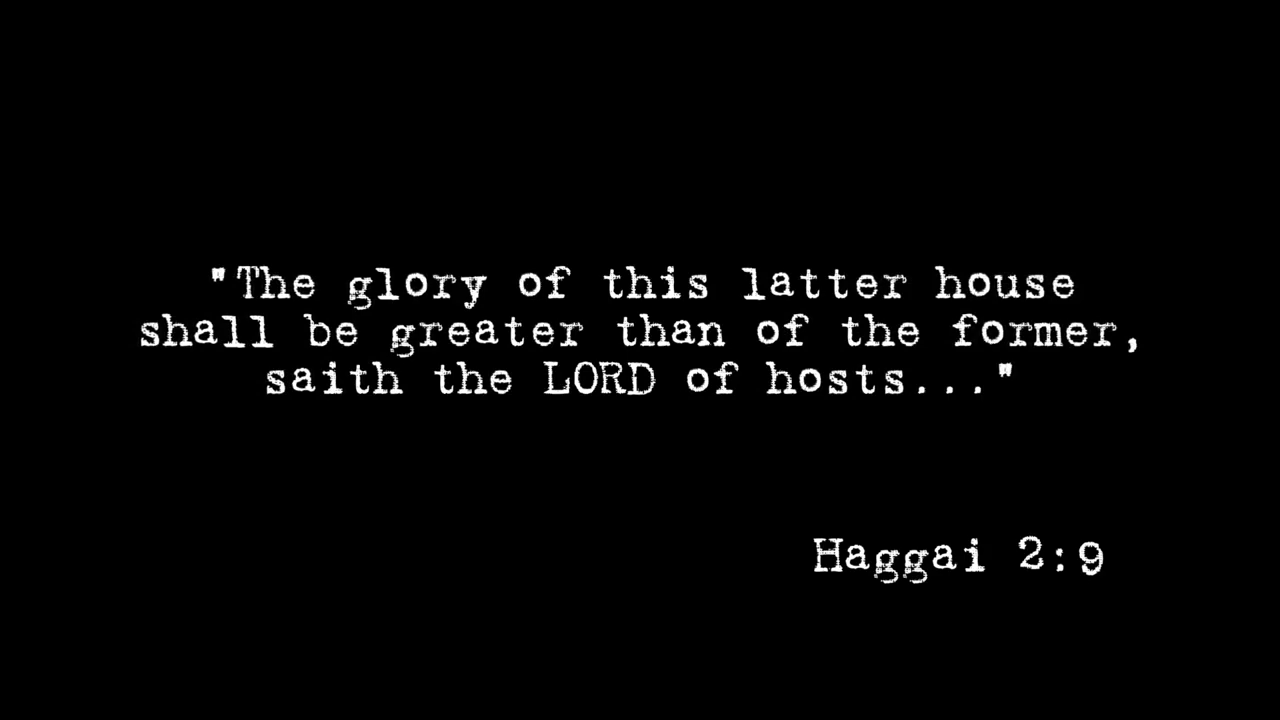 "The glory of this latter house
shall be greater than of the former,
saith the LORD of hosts..."
Haggai 2:9